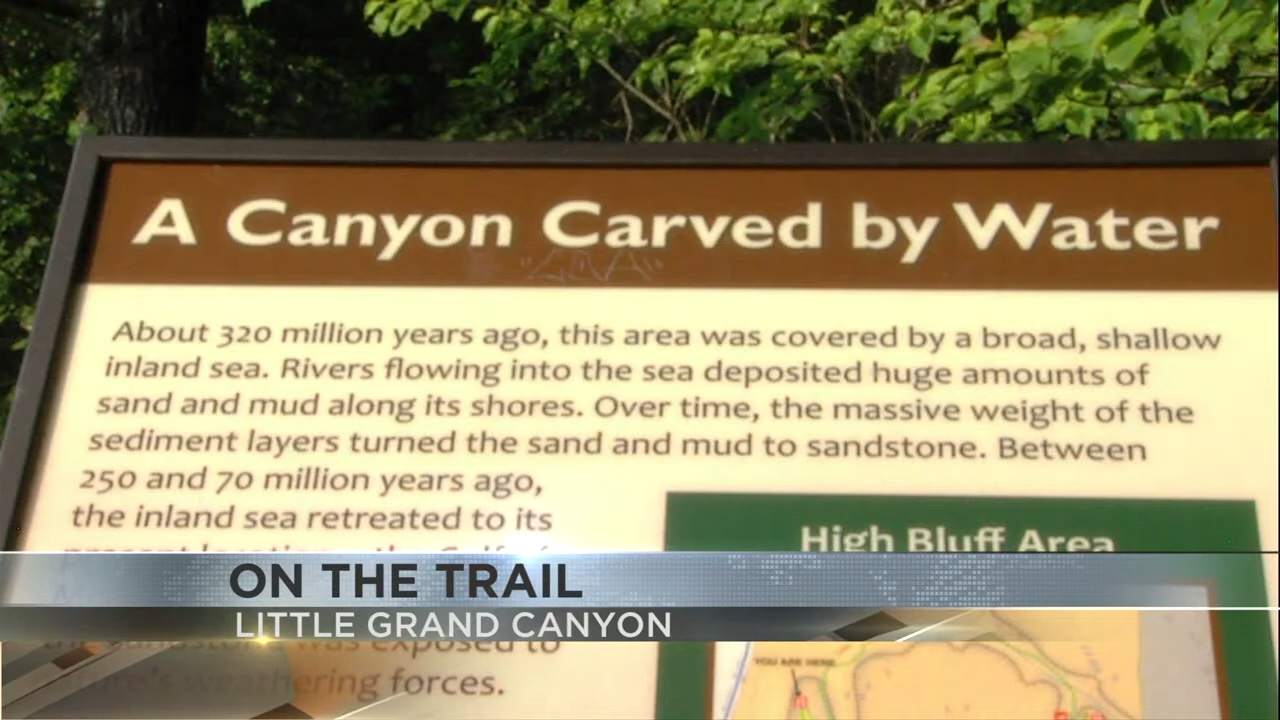 A Canyon Carved by Water
About 320 million years ago, this area was covered by a broad, shallow
inland sea. Rivers flowing into the sea deposited huge amounts of
sand and mud along its shores. Over time, the massive weight of the
sediment layers turned the sand and mud to sandstone. Between
250 and 70 million years ago,
the inland sea retreated to its
High Bluff Area
ON THE TRAIL
LITTLE GRAND CANYON
was exposed to
nature's weathering forces.
YOU ARE HERE